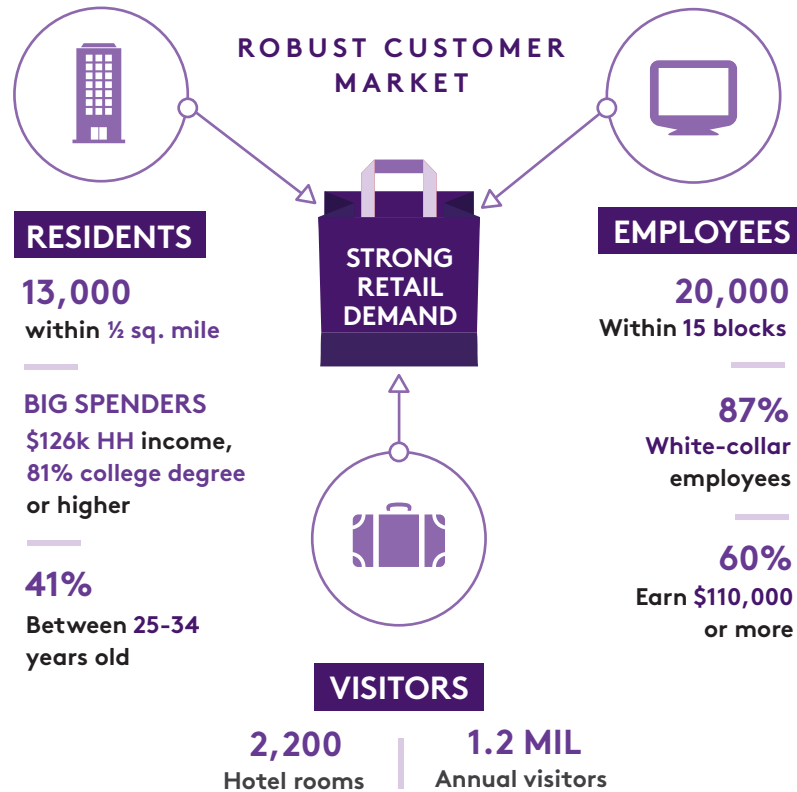 ROBUST CUSTOMER
MARKET
STRONG
RETAIL
DEMAND
RESIDENTS
13,000
within ½ sq. mile
BIG SPENDERS
$126k HH income,
81% college degree
or higher
41%
Between 25-34
years old
EMPLOYEES
20,000
Within 15 blocks
87%
White-collar
employees
60%
Earn $110,000
or more
VISITORS
2,200
Hotel rooms
1.2 MIL
Annual visitors